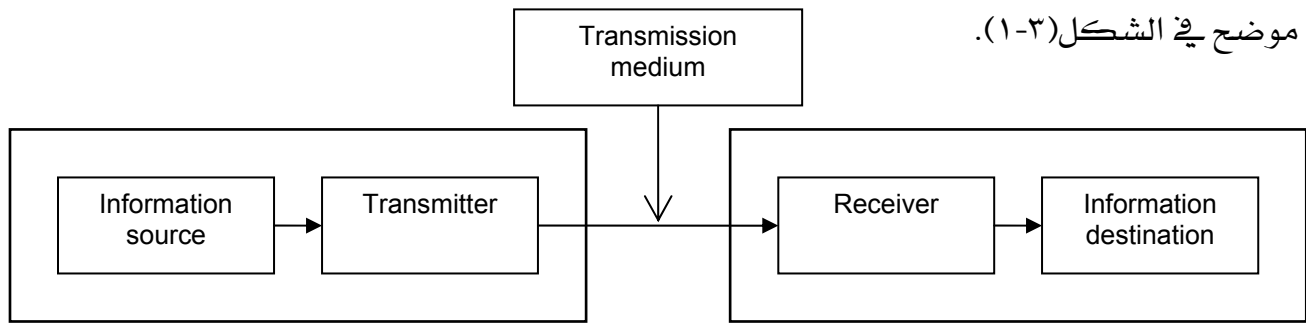 موضح في الشكل(٣-١).
Transmission
medium
Information
source
Transmitter
Receiver
Information
destination